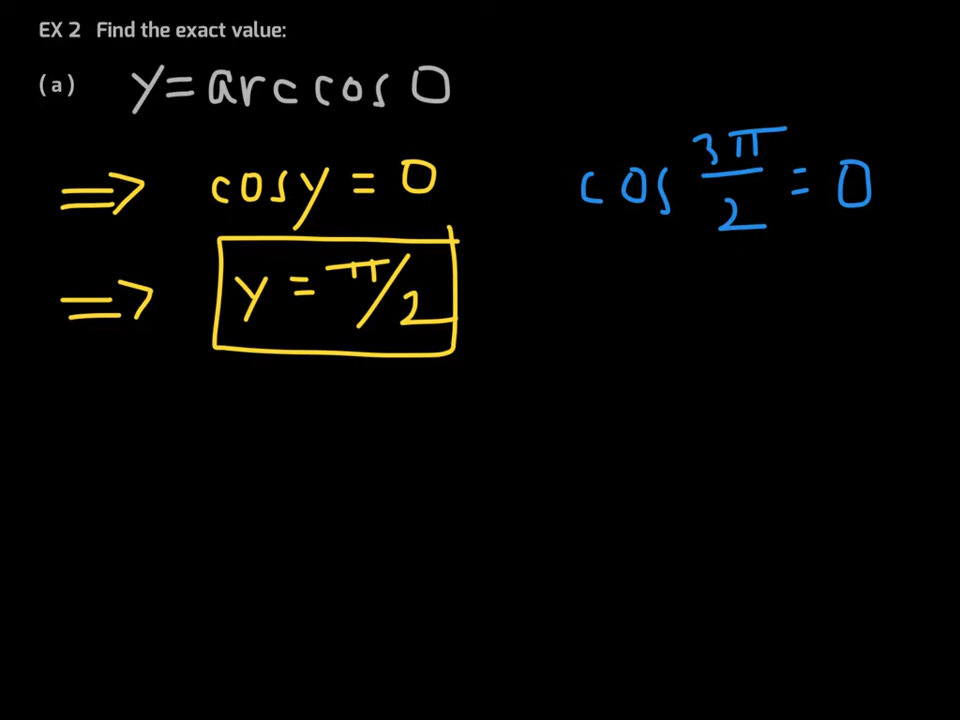 EX 2 Find the exact value:
(a) y = arccos 0
⇒ cos y = 0
cos 3π/2 = 0
⇒ y = π/2